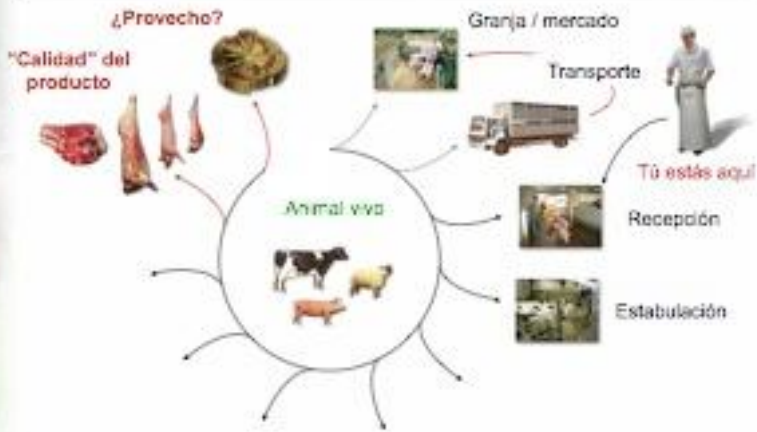 ¿Provecho?
"Calidad" del
producto
Granja / mercado
Transporte
Tú estás aquí
Animal vivo
Recepción
Estabulación